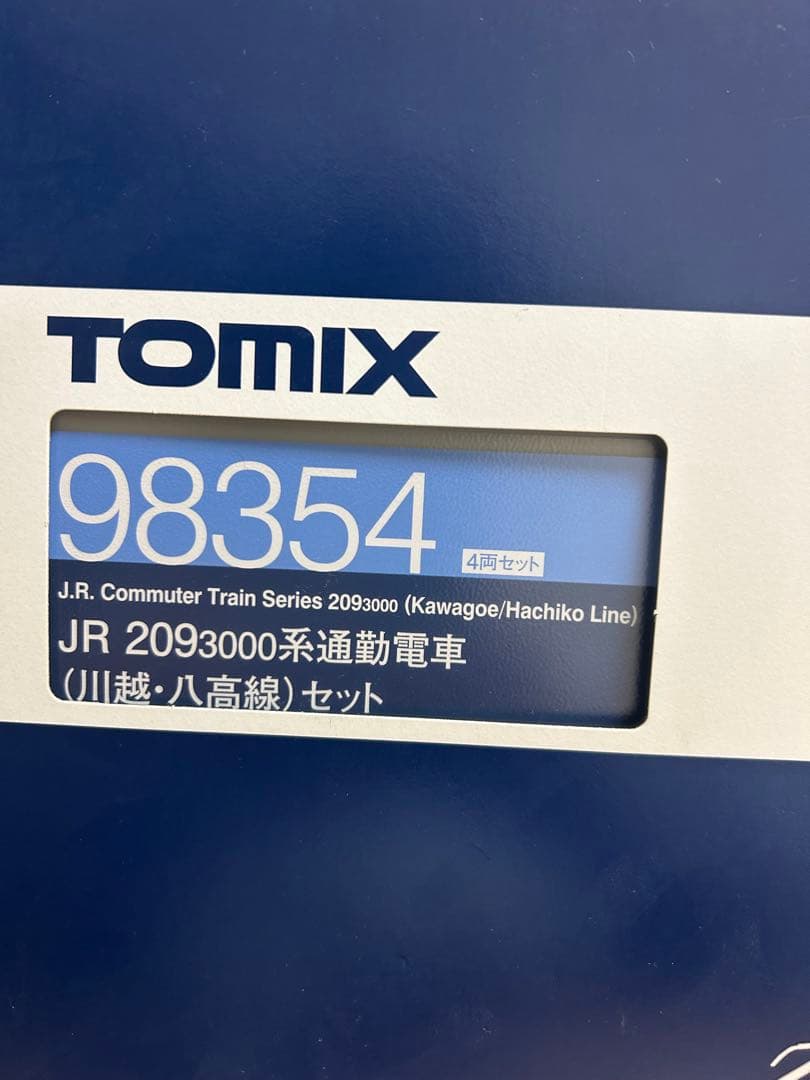 TOMIX
98354 4両セット
J.R. Commuter Train Series 2093000 (Kawagoe/Hachiko Line)
JR 2093000系通勤電車
(川越・八高線)セット